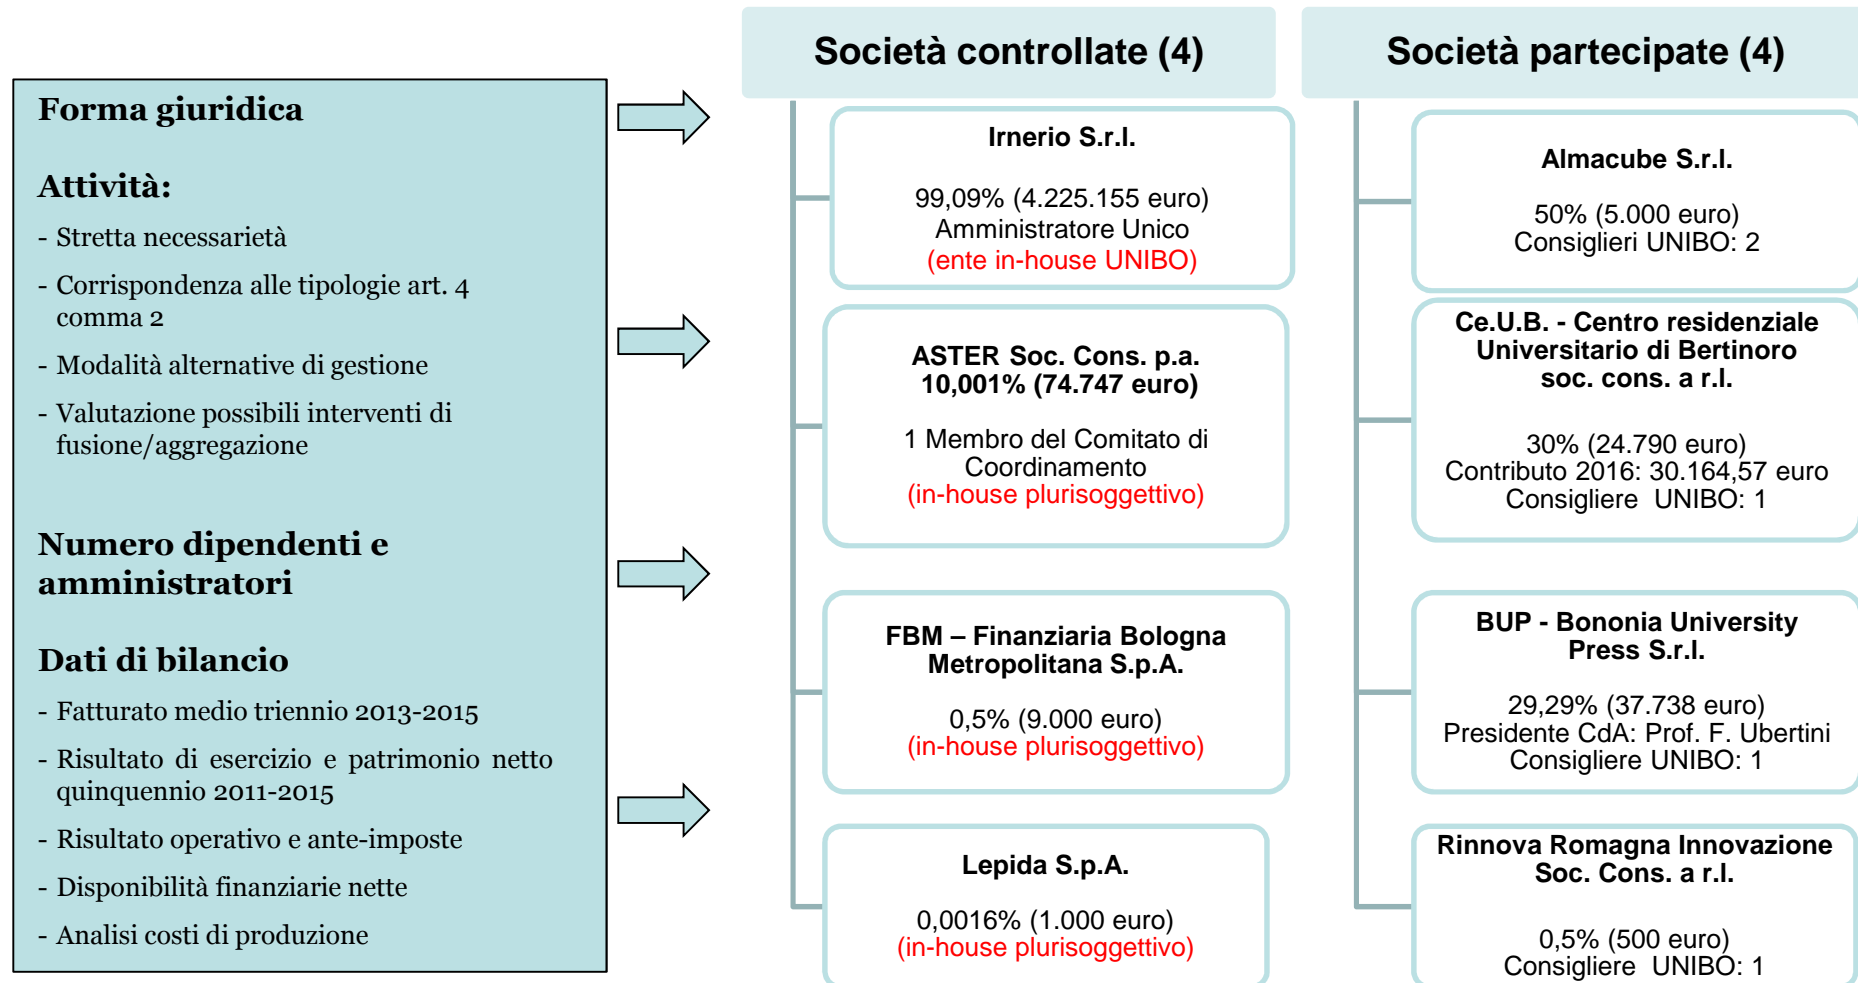 Forma giuridica
Attività:
- Stretta necessarietà
- Corrispondenza alle tipologie art. 4
comma 2
- Modalità alternative di gestione
- Valutazione possibili interventi di
fusione/aggregazione
Numero dipendenti e
amministratori
Dati di bilancio
- Fatturato medio triennio 2013-2015
- Risultato di esercizio e patrimonio netto
quinquennio 2011-2015
- Risultato operativo e ante-imposte
- Disponibilità finanziarie nette
- Analisi costi di produzione
Società controllate (4)
Irnerio S.r.l.
99,09% (4.225.155 euro)
Amministratore Unico
(ente in-house UNIBO)
ASTER Soc. Cons. p.a.
10,001% (74.747 euro)
1 Membro del Comitato di
Coordinamento
(in-house plurisoggettivo)
FBM – Finanziaria Bologna
Metropolitana S.p.A.
0,5% (9.000 euro)
(in-house plurisoggettivo)
Lepida S.p.A.
0,0016% (1.000 euro)
(in-house plurisoggettivo)
Società partecipate (4)
Almacube S.r.l.
50% (5.000 euro)
Consiglieri UNIBO: 2
Ce.U.B. - Centro residenziale
Universitario di Bertinoro
soc. cons. a r.l.
30% (24.790 euro)
Contributo 2016: 30.164,57 euro
Consigliere UNIBO: 1
BUP - Bononia University
Press S.r.l.
29,29% (37.738 euro)
Presidente CdA: Prof. F. Ubertini
Consigliere UNIBO: 1
Rinnova Romagna Innovazione
Soc. Cons. a r.l.
0,5% (500 euro)
Consigliere UNIBO: 1